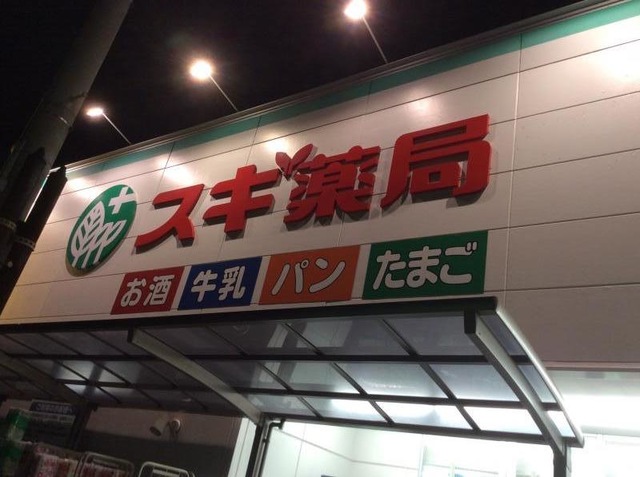 スギ薬局
お酒 牛乳 パン たまご